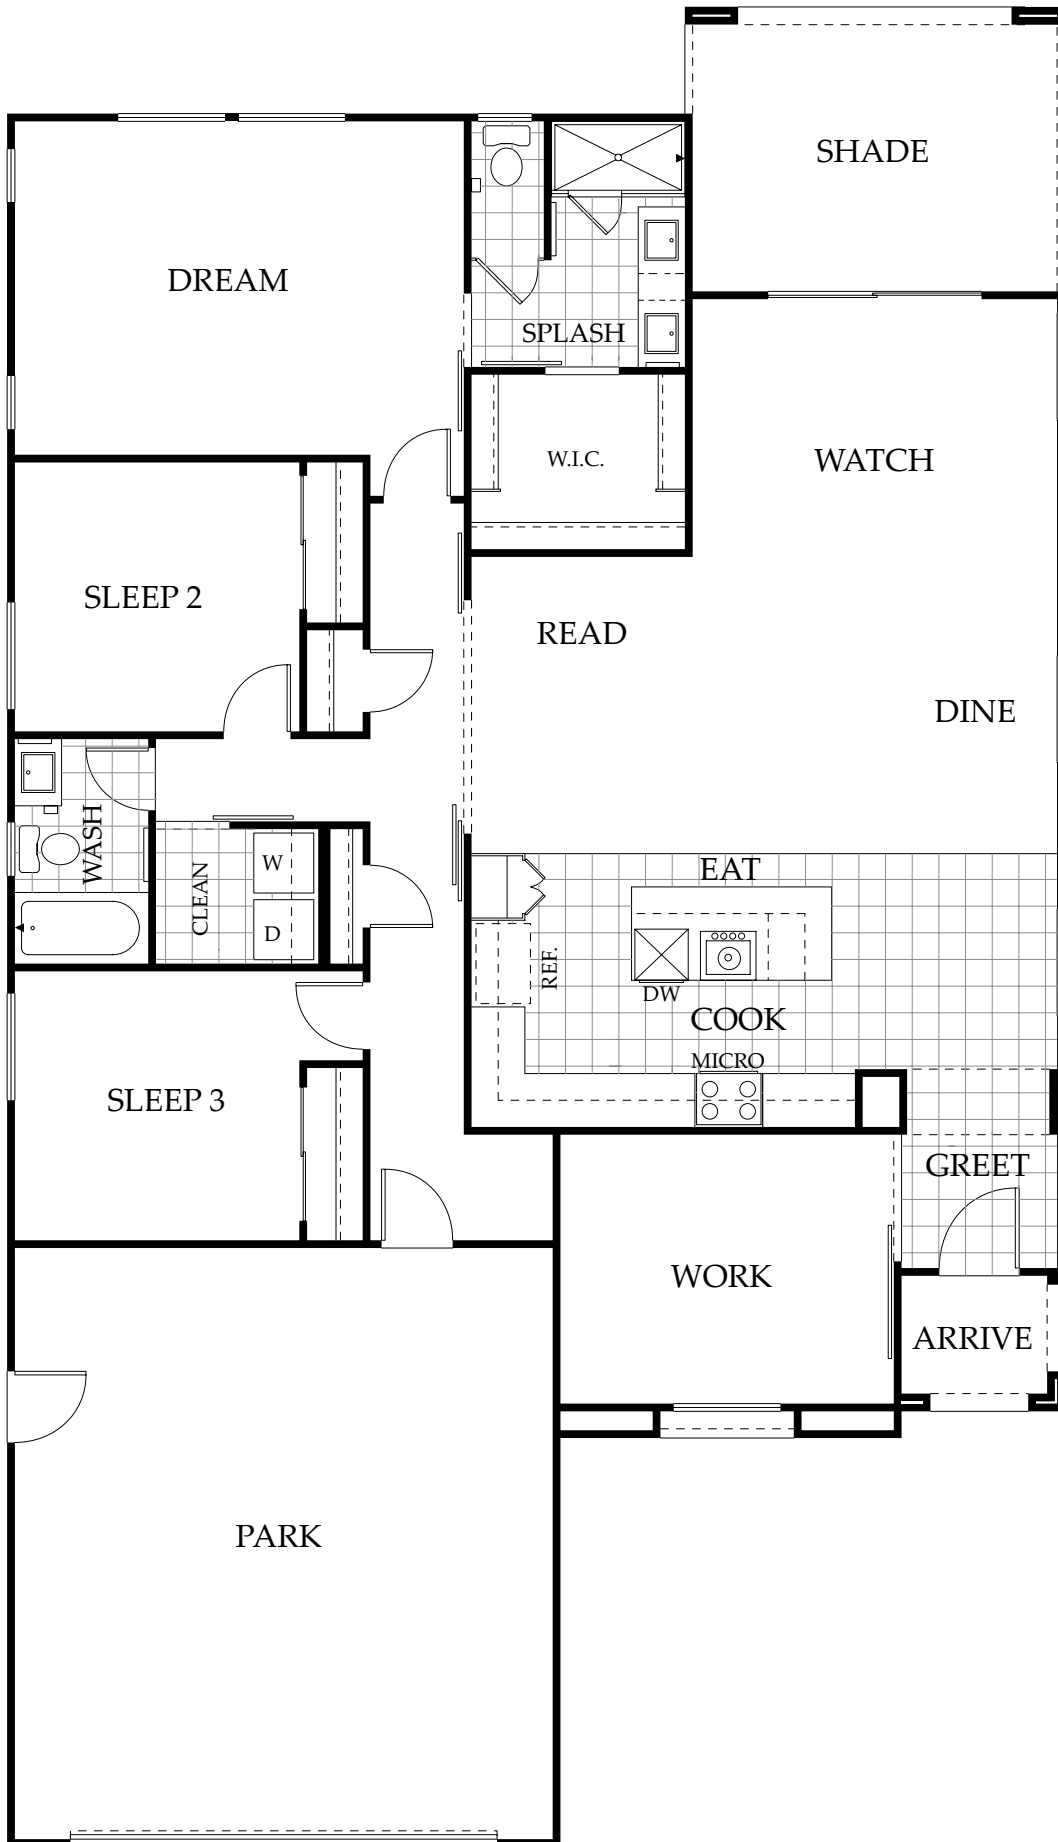 SHADE
DREAM
SPLASH
W.I.C.
WATCH
SLEEP 2
READ
DINE
WASH
CLEAN
W
D
EAT
REF.
DW
COOK
MICRO
SLEEP 3
GREET
WORK
ARRIVE
PARK